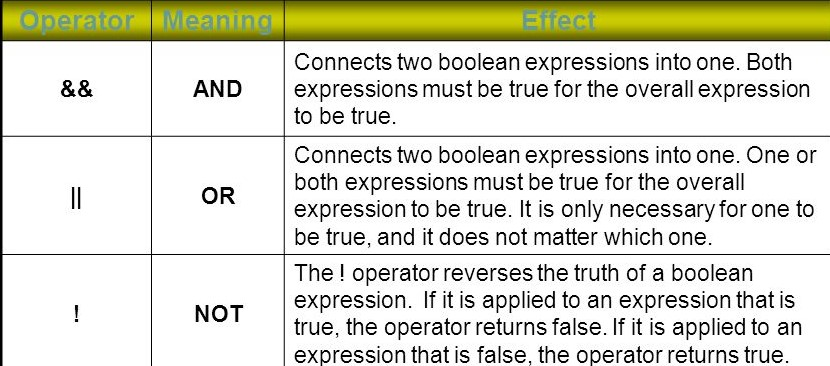 Operator Meaning Effect
&& AND Connects two boolean expressions into one. Both
expressions must be true for the overall expression
to be true.
|| OR Connects two boolean expressions into one. One or
both expressions must be true for the overall
expression to be true. It is only necessary for one to
be true, and it does not matter which one.
! NOT The ! operator reverses the truth of a boolean
expression. If it is applied to an expression that is
true, the operator returns false. If it is applied to an
expression that is false, the operator returns true.